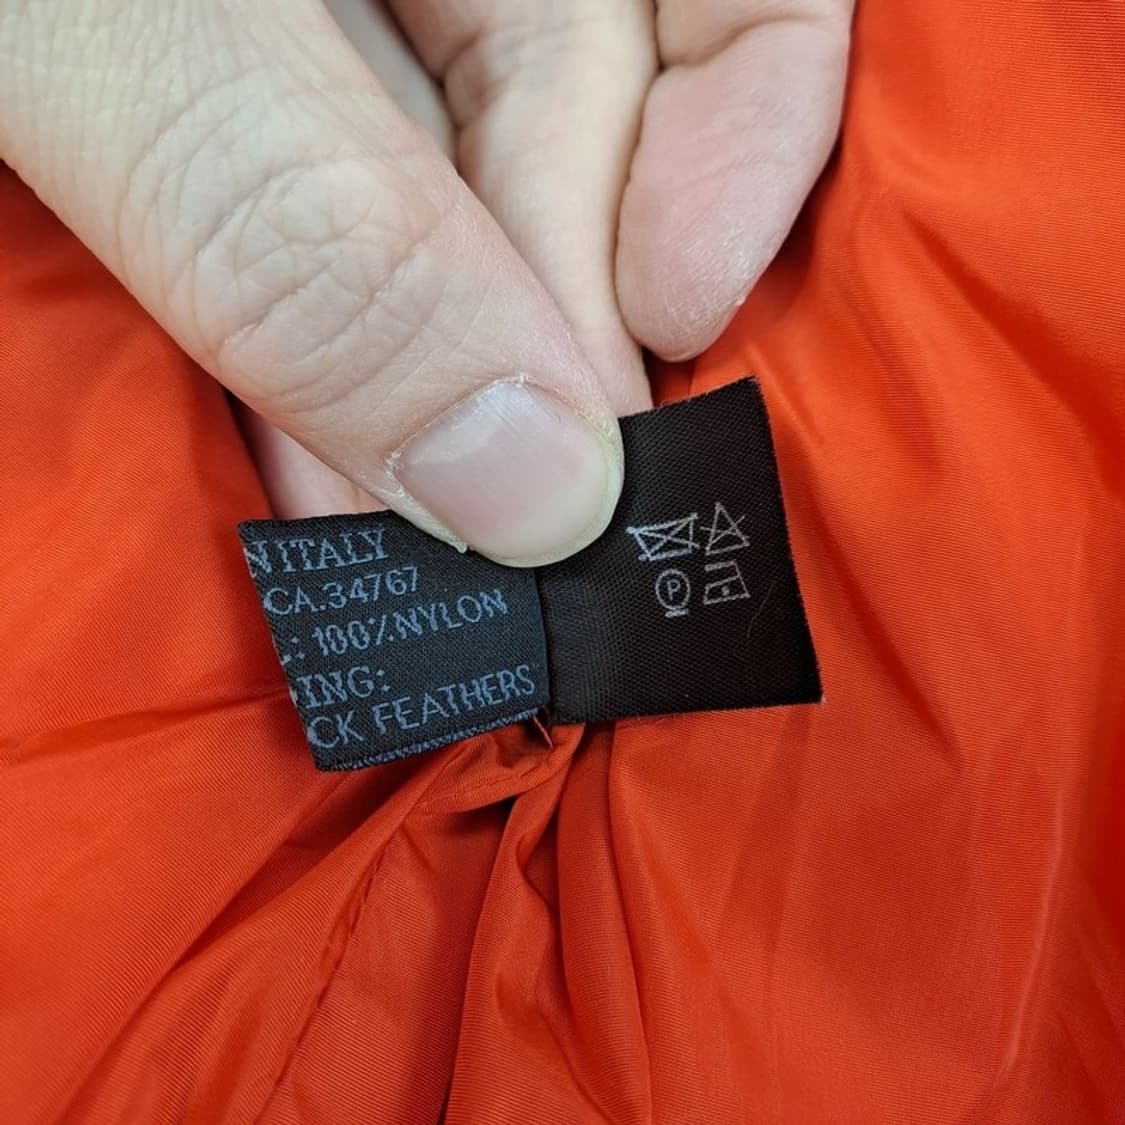 N ITALY
CA.34767
: 100% NYLON
ING:
CK FEATHERS
P